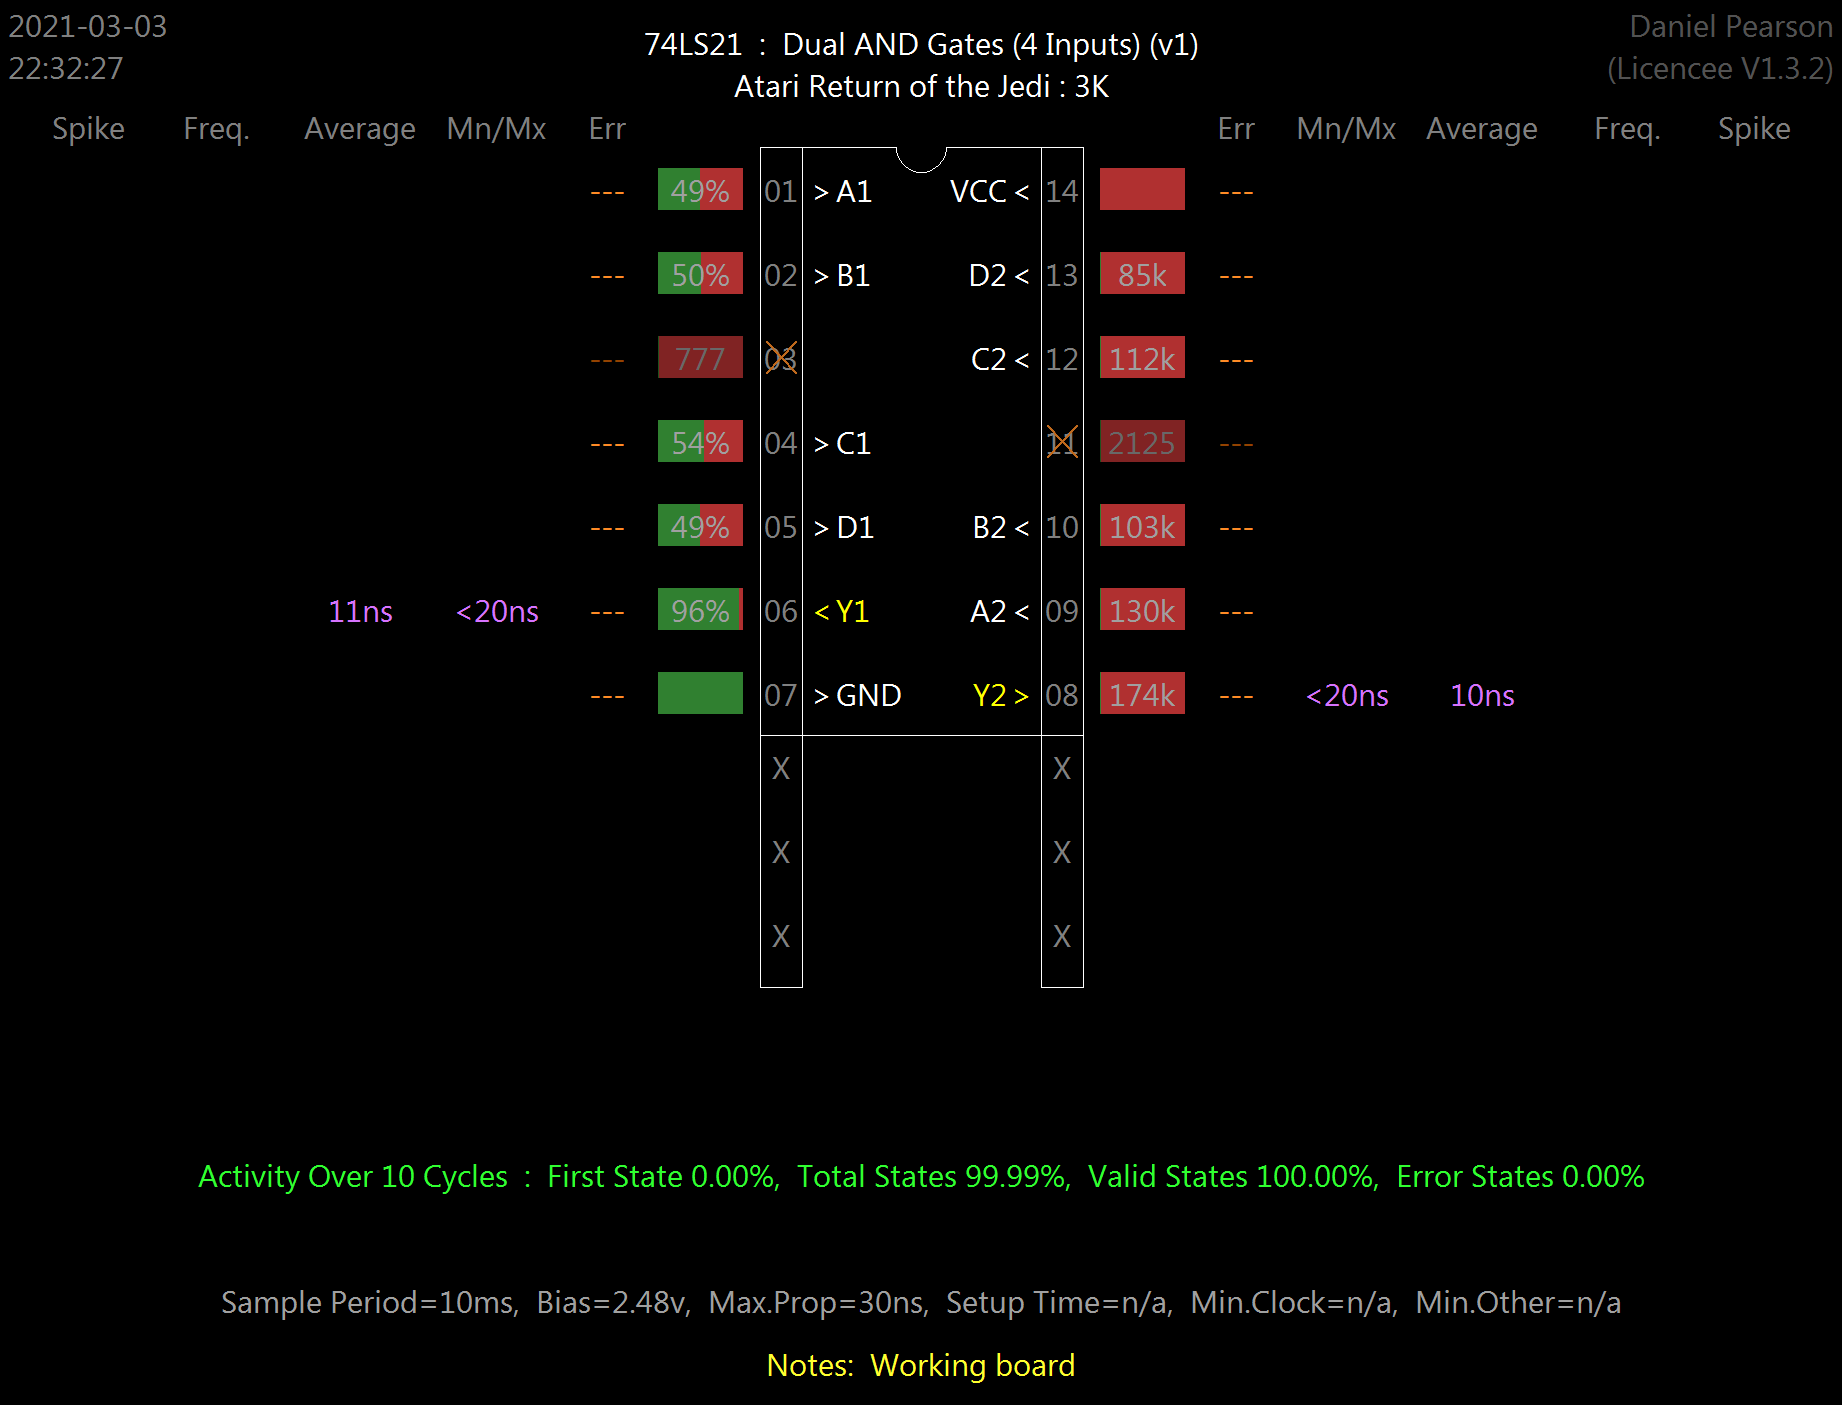 2021-03-03
22:32:27
74LS21 : Dual AND Gates (4 Inputs) (v1)
Atari Return of the Jedi : 3K
Daniel Pearson
(Licencee V1.3.2)
Spike Freq. Average Mn/Mx Err Err Mn/Mx Average Freq. Spike
--- 49% 01 > A1 VCC < 14 ---
--- 50% 02 > B1 D2 < 13 85k ---
--- 777 03 C2 < 12 112k ---
--- 54% 04 > C1 11 2125 ---
--- 49% 05 > D1 B2 < 10 103k ---
11ns <20ns --- 96% 06 < Y1 A2 < 09 130k ---
--- 07 > GND Y2 > 08 174k --- <20ns 10ns
X X
X X
X X
Activity Over 10 Cycles : First State 0.00%, Total States 99.99%, Valid States 100.00%, Error States 0.00%
Sample Period=10ms, Bias=2.48v, Max.Prop=30ns, Setup Time=n/a, Min.Clock=n/a, Min.Other=n/a
Notes: Working board